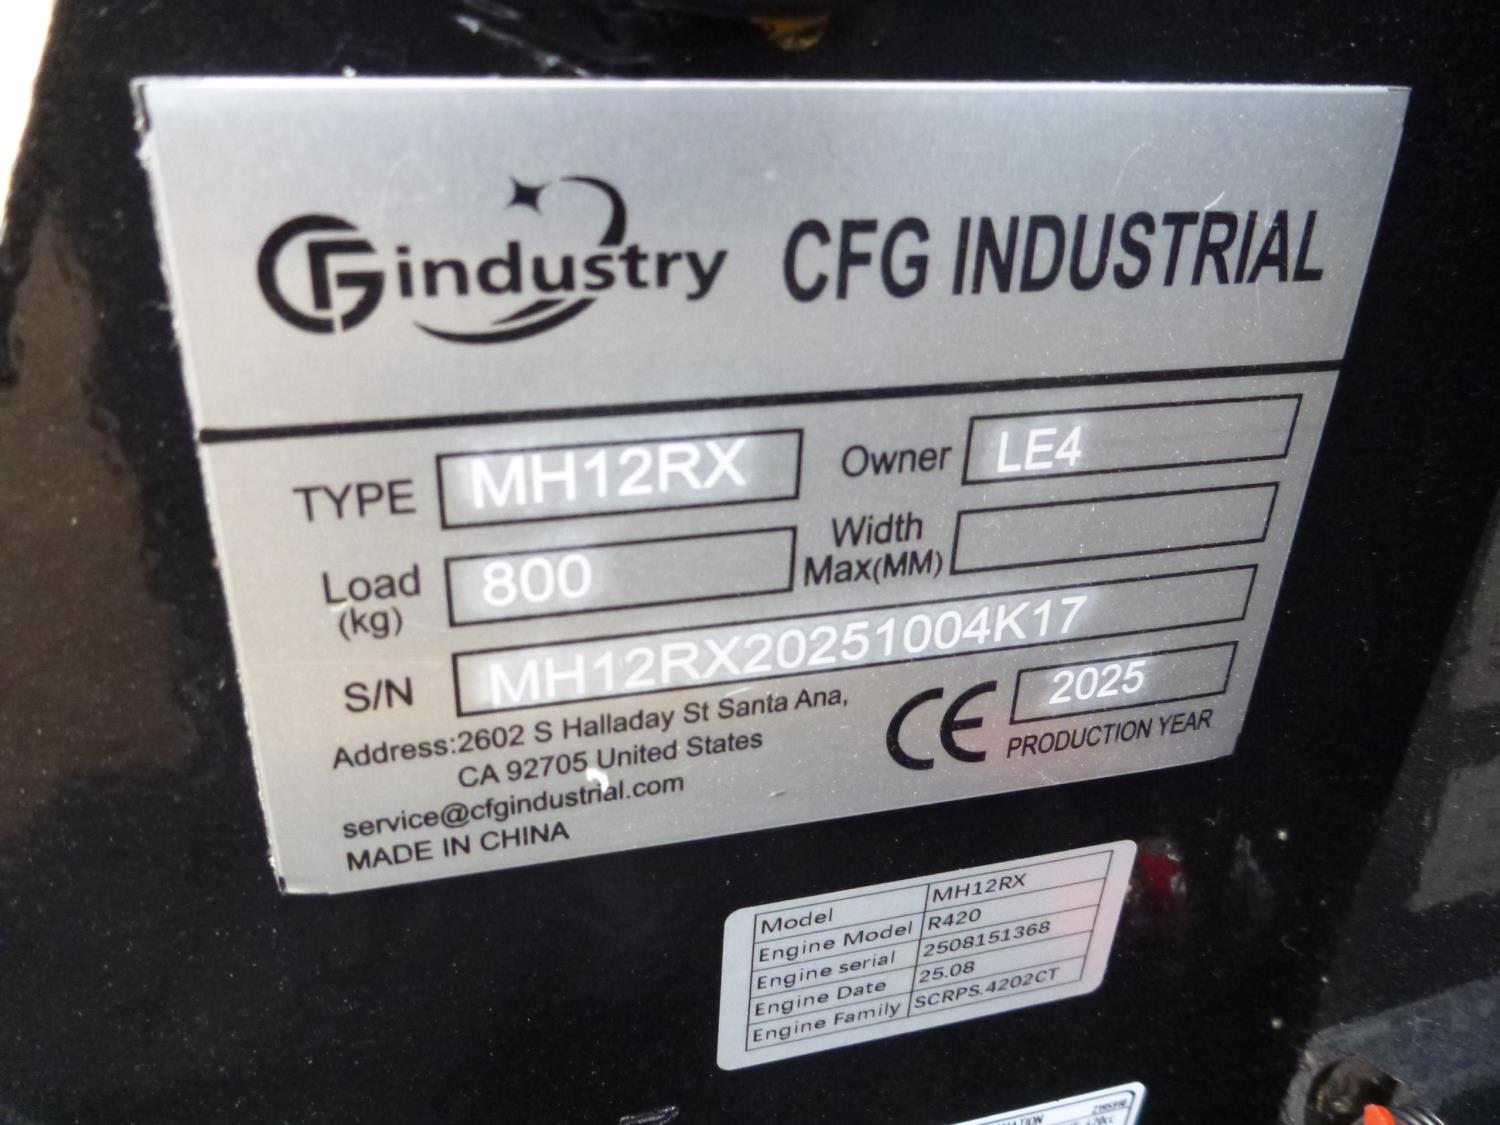 CFG industry CFG INDUSTRIAL
TYPE MH12RX Owner LE4
Load (kg) 800 Width Max(MM)
S/N MH12RX20251004K17
Address:2602 S Halladay St Santa Ana,
CA 92705 United States
service@cfgindustrial.com
MADE IN CHINA
CE 2025
PRODUCTION YEAR
Model MH12RX
Engine Model R420
Engine serial 2508151368
Engine Date 25.08
Engine Family SCRPS.4202CT